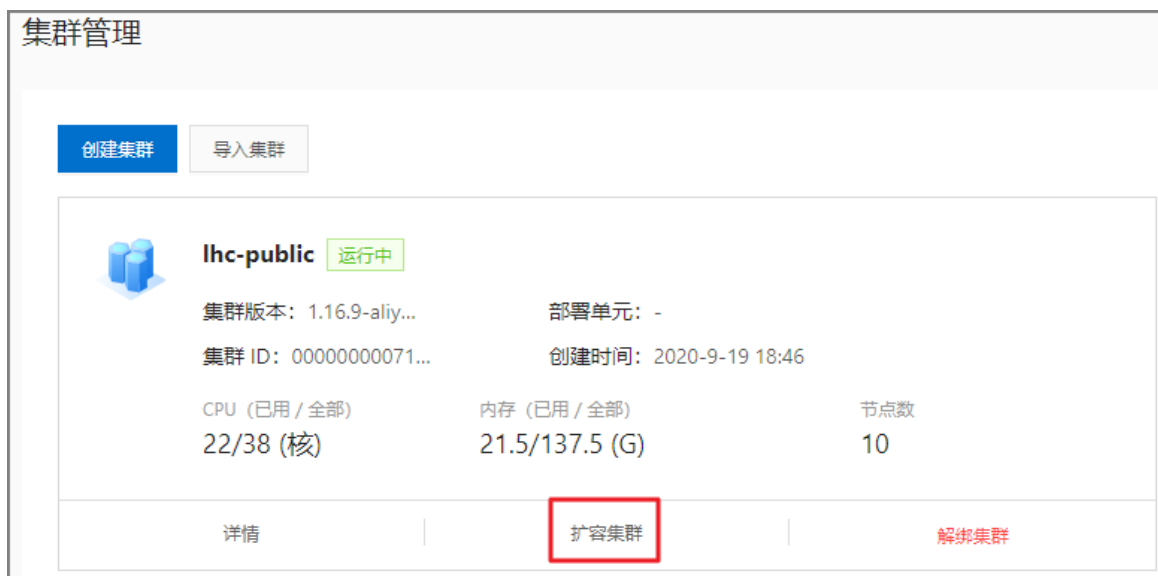 集群管理
创建集群 导入集群
lhc-public 运行中
集群版本：1.16.9-aliy... 部署单元：-
集群 ID：00000000071... 创建时间：2020-9-19 18:46
CPU（已用 / 全部） 内存（已用 / 全部） 节点数
22/38 (核) 21.5/137.5 (G) 10
详情 扩容集群 解绑集群